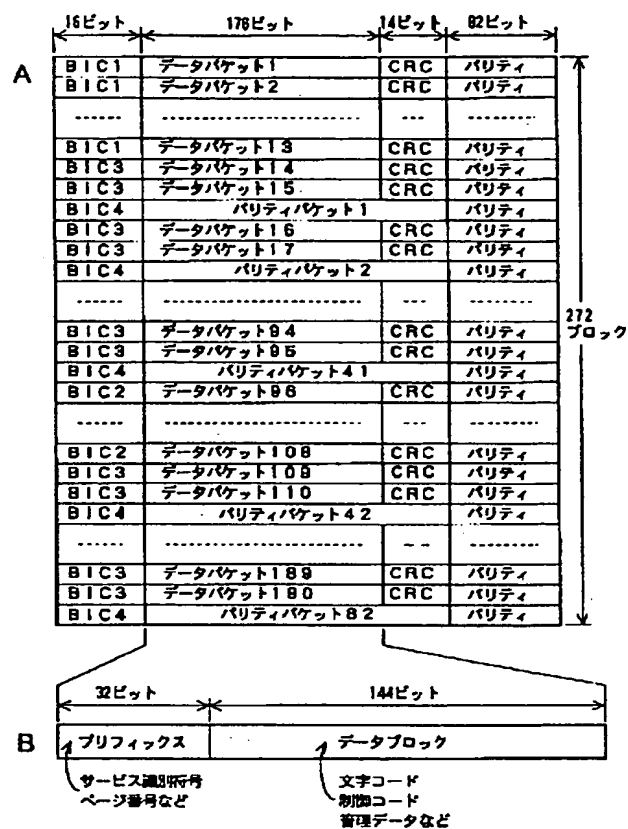 16ビット 176ビット 14ビット 82ビット
A
BIC1 データパケット1 CRC パリティ
BIC1 データパケット2 CRC パリティ
BIC1 データパケット13 CRC パリティ
BIC3 データパケット14 CRC パリティ
BIC3 データパケット15 CRC パリティ
BIC4 パリティパケット1 パリティ
BIC3 データパケット16 CRC パリティ
BIC3 データパケット17 CRC パリティ
BIC4 パリティパケット2 パリティ
272
ブロック
BIC3 データパケット94 CRC パリティ
BIC3 データパケット95 CRC パリティ
BIC4 パリティパケット41 パリティ
BIC2 データパケット96 CRC パリティ
BIC2 データパケット108 CRC パリティ
BIC3 データパケット109 CRC パリティ
BIC3 データパケット110 CRC パリティ
BIC4 パリティパケット42 パリティ
BIC3 データパケット189 CRC パリティ
BIC3 データパケット190 CRC パリティ
BIC4 パリティパケット82 パリティ
32ビット 144ビット
B
プリフィックス データブロック
サービス識別符号
ページ番号など
文字コード
制御コード
管理データなど